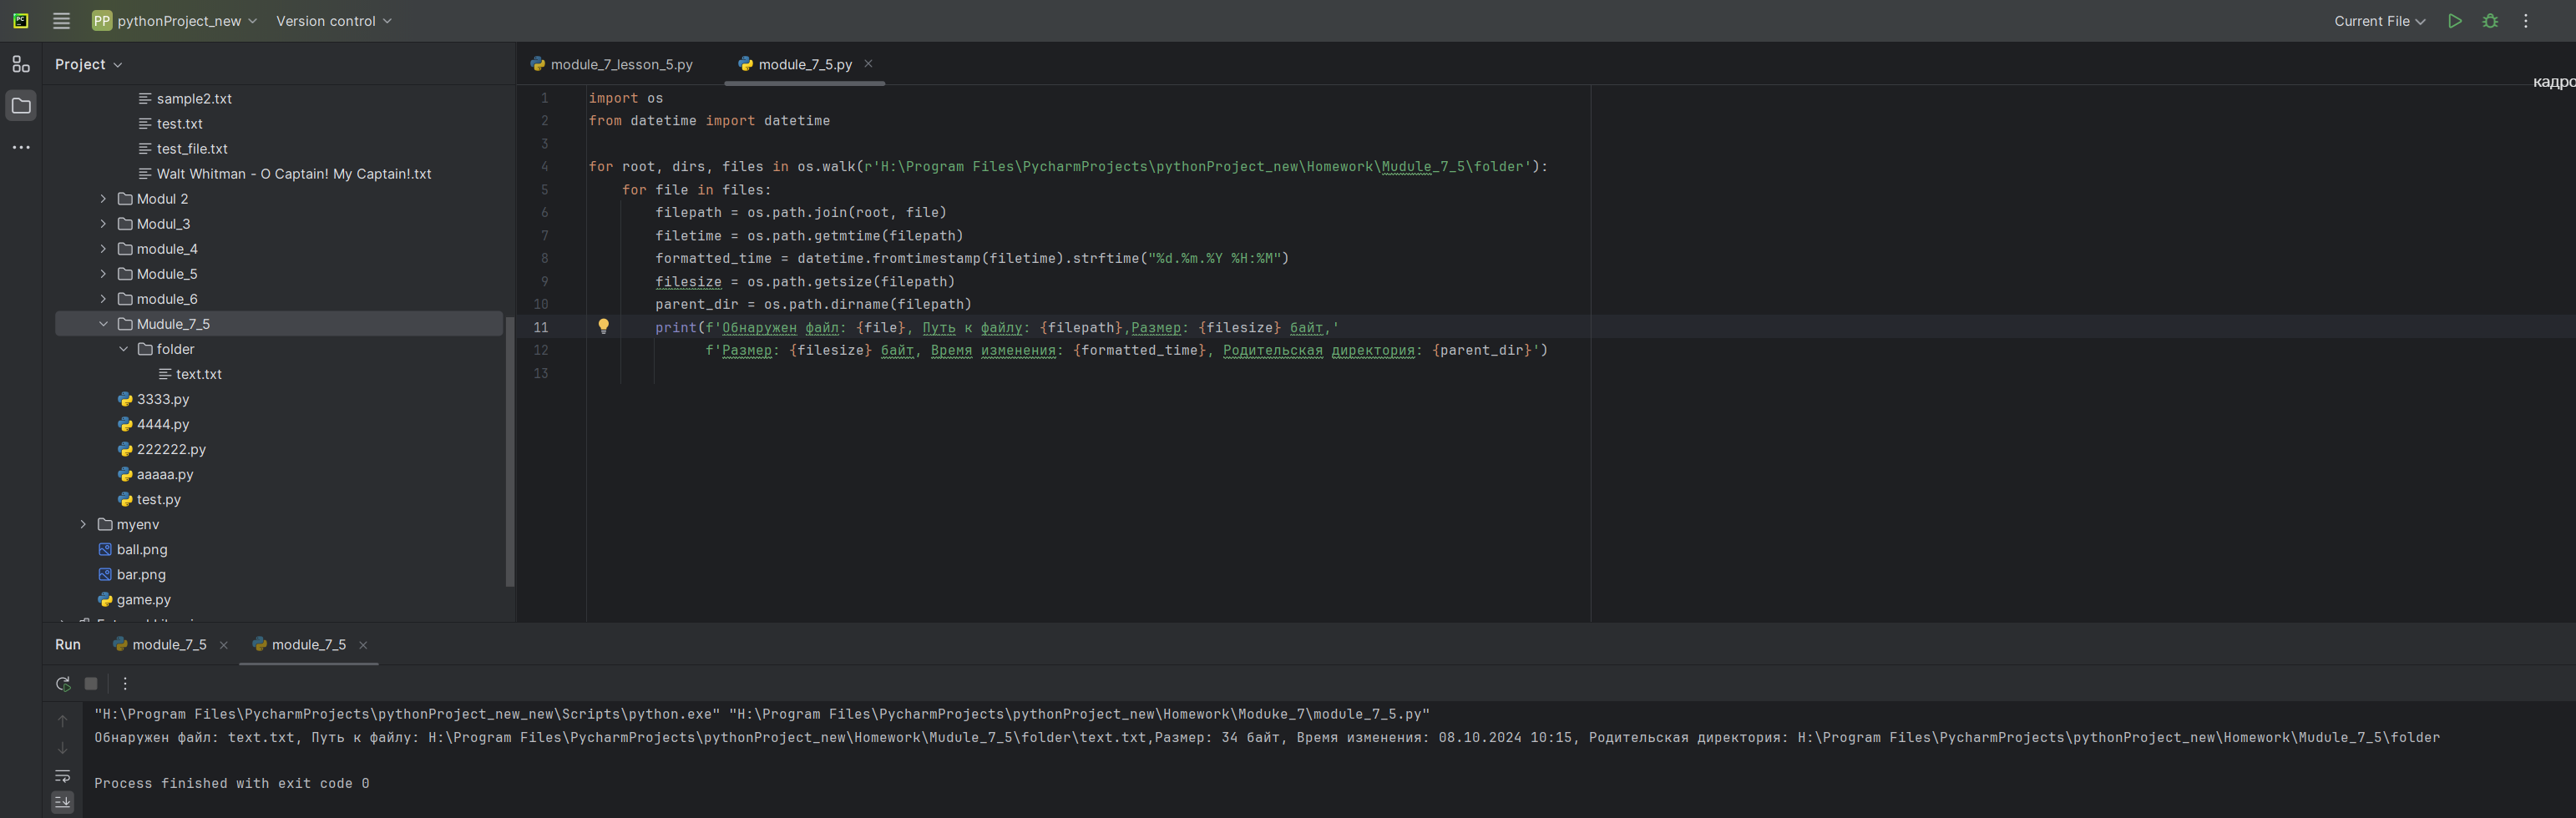 PC
PP pythonProject_new Version control Current File
Project
module_7_lesson_5.py module_7_5.py
кадро
sample2.txt
test.txt
test_file.txt
Walt Whitman - O Captain! My Captain!.txt
Modul 2
Modul_3
module_4
Module_5
module_6
Mudule_7_5
folder
text.txt
3333.py
4444.py
222222.py
aaaaa.py
test.py
myenv
ball.png
bar.png
game.py
1 import os
2 from datetime import datetime
3
4 for root, dirs, files in os.walk(r'H:\Program Files\PycharmProjects\pythonProject_new\Homework\Mudule_7_5\folder'):
5 for file in files:
6 filepath = os.path.join(root, file)
7 filetime = os.path.getmtime(filepath)
8 formatted_time = datetime.fromtimestamp(filetime).strftime("%d.%m.%Y %H:%M")
9 filesize = os.path.getsize(filepath)
10 parent_dir = os.path.dirname(filepath)
11 print(f'Обнаружен файл: {file}, Путь к файлу: {filepath},Размер: {filesize} байт,'
12 f'Размер: {filesize} байт, Время изменения: {formatted_time}, Родительская директория: {parent_dir}')
13
Run module_7_5 module_7_5
"H:\Program Files\PycharmProjects\pythonProject_new_new\Scripts\python.exe" "H:\Program Files\PycharmProjects\pythonProject_new\Homework\Moduke_7\module_7_5.py"
Обнаружен файл: text.txt, Путь к файлу: H:\Program Files\PycharmProjects\pythonProject_new\Homework\Mudule_7_5\folder\text.txt,Размер: 34 байт, Время изменения: 08.10.2024 10:15, Родительская директория: H:\Program Files\PycharmProjects\pythonProject_new\Homework\Mudule_7_5\folder
Process finished with exit code 0